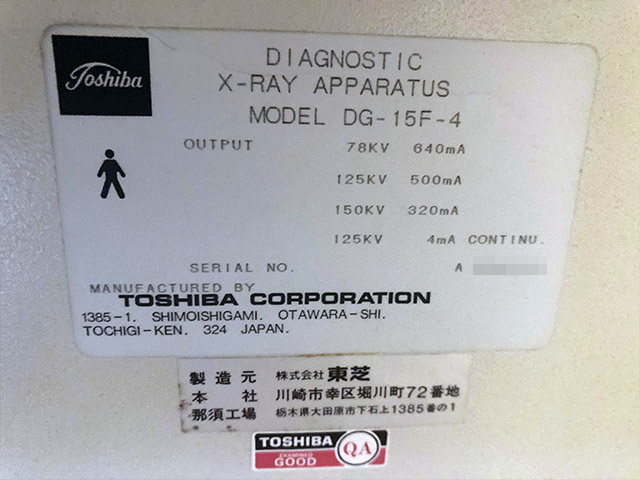 Toshiba
DIAGNOSTIC
X-RAY APPARATUS
MODEL DG-15F-4
OUTPUT 78KV 640mA
125KV 500mA
150KV 320mA
125KV 4mA CONTINU.
SERIAL NO. A
MANUFACTURED BY
TOSHIBA CORPORATION
1385-1. SHIMOISHIGAMI. OTAWARA-SHI.
TOCHIGI-KEN. 324 JAPAN.
製造元 株式会社 東芝
本社 川崎市幸区堀川町72番地
那須工場 栃木県大田原市下石上1385番の1
TOSHIBA QA
EXAMINED
GOOD